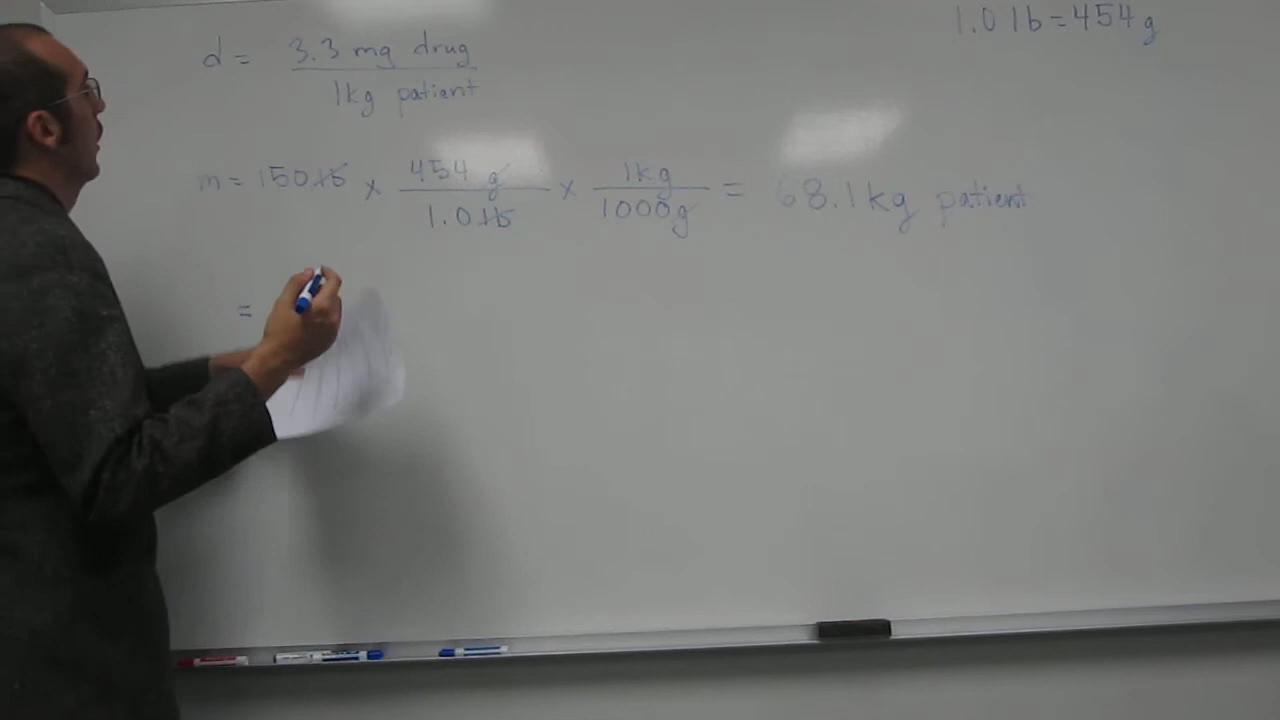 1.0 lb = 454 g
d = 3.3 mg drug
1kg patient
m = 150 lb × 454 g × 1kg = 68.1 kg patient
1.0 lb 1000g
=